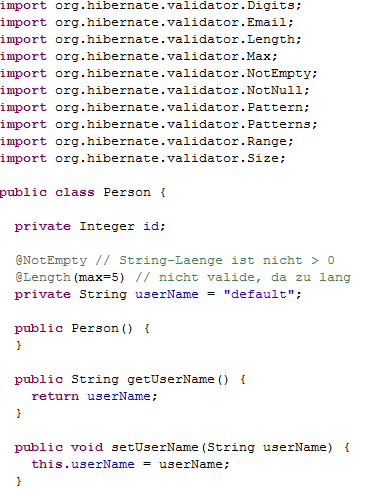 import org.hibernate.validator.Digits;
import org.hibernate.validator.Email;
import org.hibernate.validator.Length;
import org.hibernate.validator.Max;
import org.hibernate.validator.NotEmpty;
import org.hibernate.validator.NotNull;
import org.hibernate.validator.Pattern;
import org.hibernate.validator.Patterns;
import org.hibernate.validator.Range;
import org.hibernate.validator.Size;
public class Person {
private Integer id;
@NotEmpty // String-Laenge ist nicht > 0
@Length(max=5) // nicht valide, da zu lang
private String userName = "default";
public Person() {
}
public String getUserName() {
return userName;
}
public void setUserName(String userName) {
this.userName = userName;
}